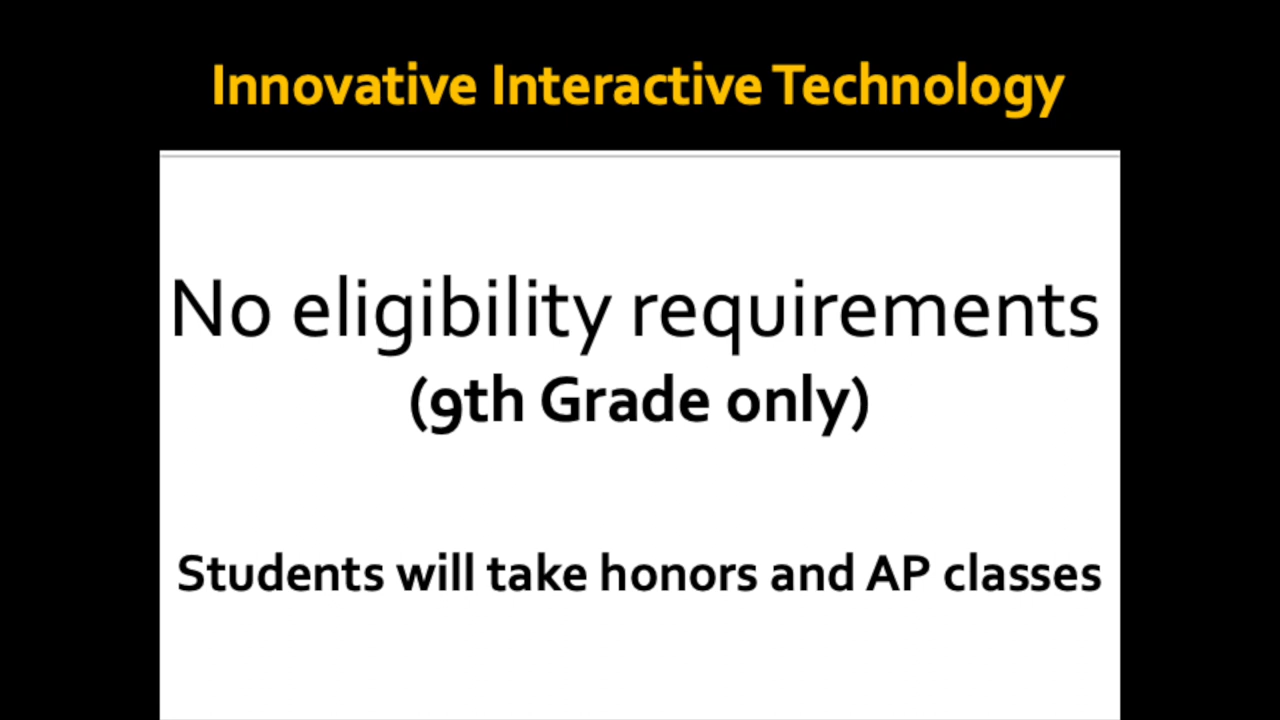 Innovative Interactive Technology
No eligibility requirements
(9th Grade only)
Students will take honors and AP classes